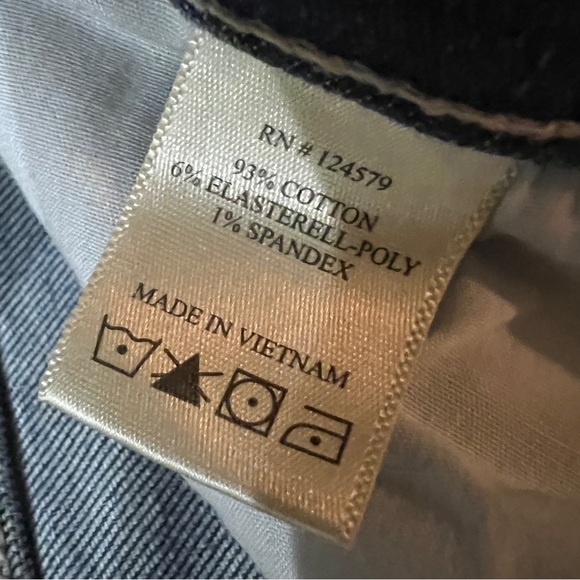 RN # 124579
93% COTTON
6% ELASTERELL-POLY
1% SPANDEX
MADE IN VIETNAM